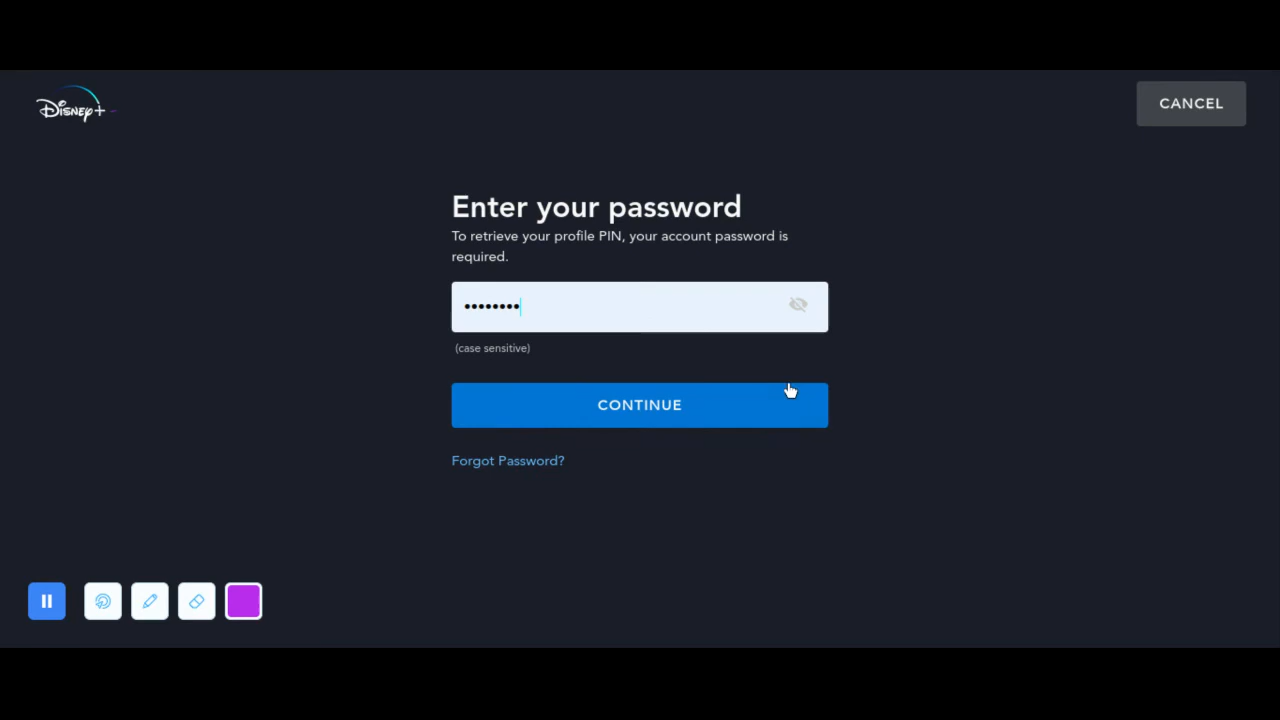 Disney+
CANCEL
Enter your password
To retrieve your profile PIN, your account password is
required.
••••••••
(case sensitive)
CONTINUE
Forgot Password?